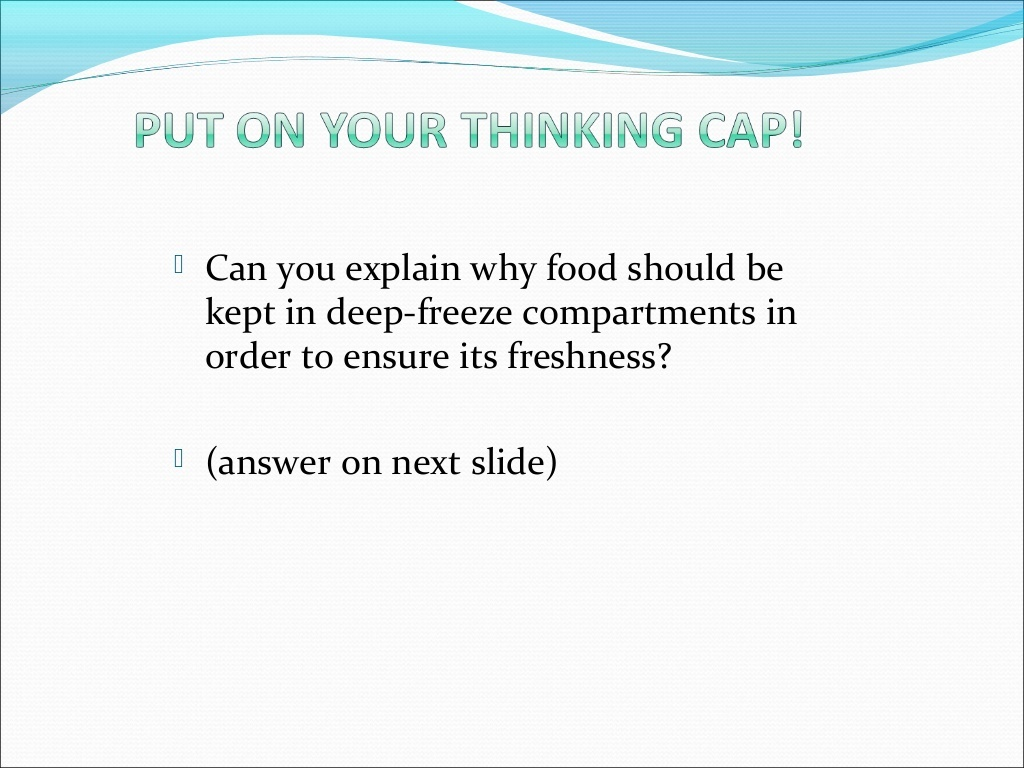 PUT ON YOUR THINKING CAP!
Can you explain why food should be
kept in deep-freeze compartments in
order to ensure its freshness?
(answer on next slide)